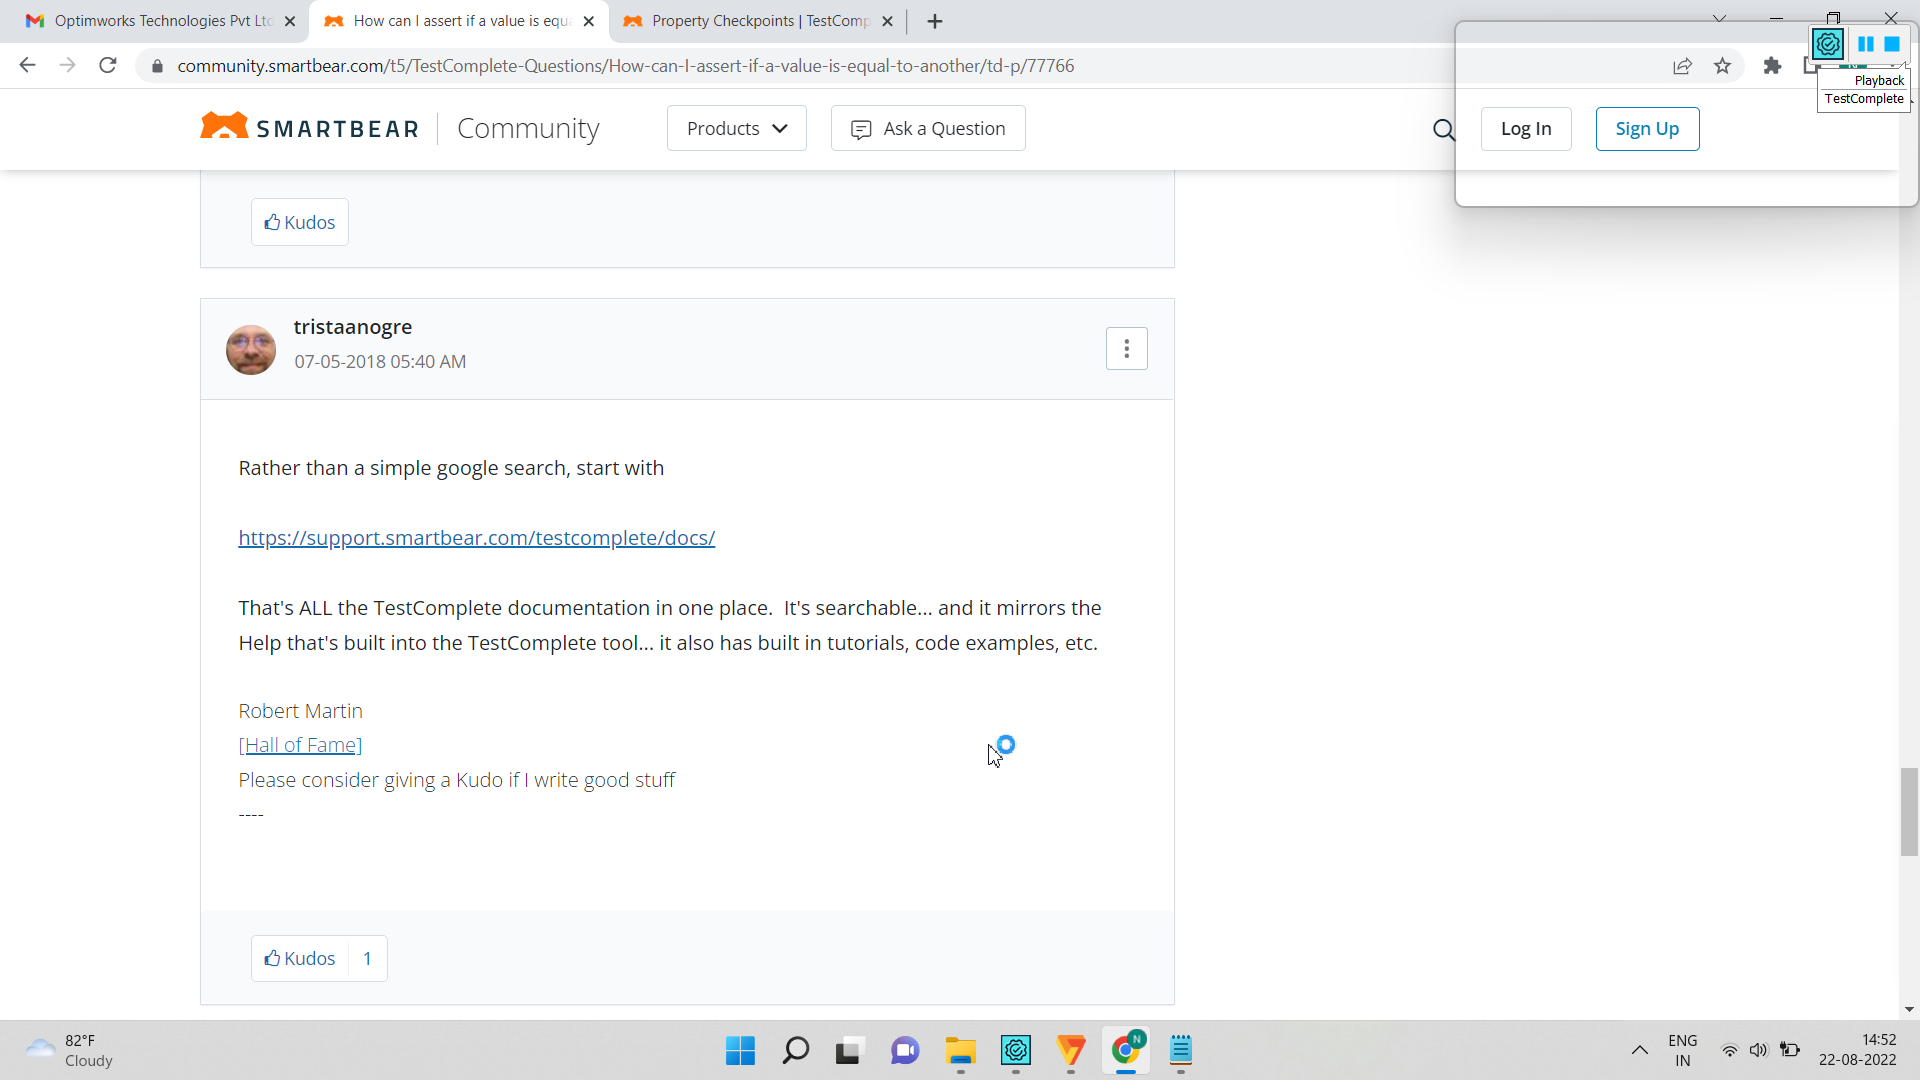 Optimworks Technologies Pvt Ltd
How can I assert if a value is equ
Property Checkpoints | TestComp
community.smartbear.com/t5/TestComplete-Questions/How-can-I-assert-if-a-value-is-equal-to-another/td-p/77766
Playback
TestComplete
SMARTBEAR
Community
Products
Ask a Question
Log In
Sign Up
Kudos
tristaanogre
07-05-2018 05:40 AM
Rather than a simple google search, start with
https://support.smartbear.com/testcomplete/docs/
That's ALL the TestComplete documentation in one place.  It's searchable... and it mirrors the
Help that's built into the TestComplete tool... it also has built in tutorials, code examples, etc.
Robert Martin
[Hall of Fame]
Please consider giving a Kudo if I write good stuff
----
Kudos 1
82°F
Cloudy
N
ENG
IN
14:52
22-08-2022